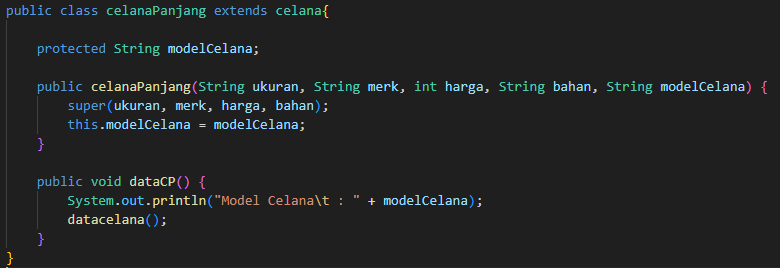 public class celanaPanjang extends celana{
protected String modelCelana;
public celanaPanjang(String ukuran, String merk, int harga, String bahan, String modelCelana) {
super(ukuran, merk, harga, bahan);
this.modelCelana = modelCelana;
}
public void dataCP() {
System.out.println("Model Celana\t : " + modelCelana);
datacelana();
}
}